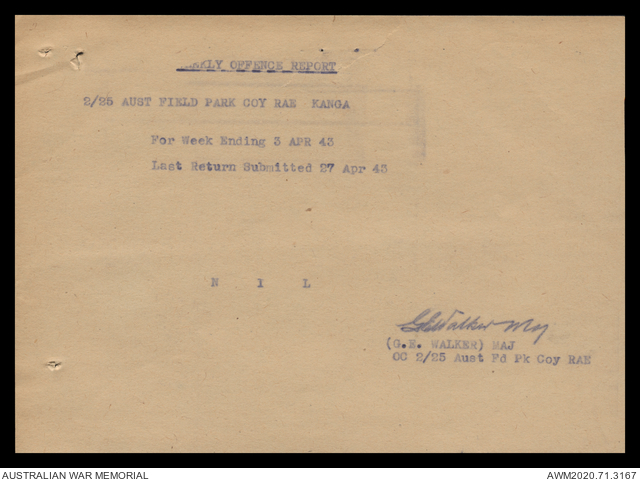 OFFENCE REPORT
2/25 AUST FIELD PARK COY RAE KANGA
For Week Ending 3 APR 43
Last Return Submitted 27 Apr 43
N I L
GEWalker Maj
(G.E. WALKER) MAJ
OC 2/25 Aust Fd Pk Coy RAE
AUSTRALIAN WAR MEMORIAL
AWM2020.71.3167